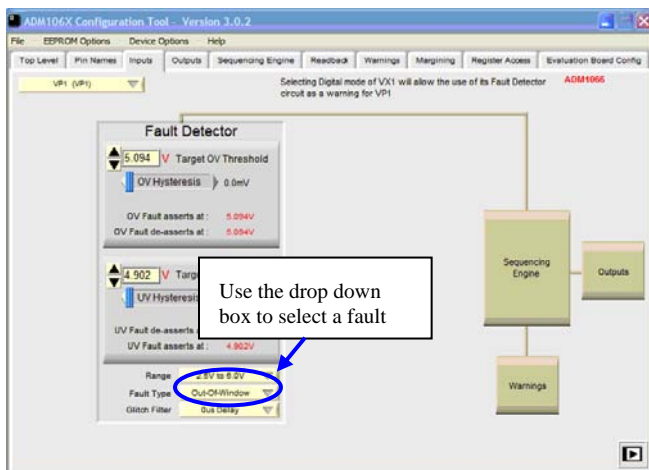 ADM106X Configuration Tool - Version 3.0.2
File EEPROM Options Device Options Help
Top Level Pin Names Inputs Outputs Sequencing Engine Readback Warnings Margining Register Access Evaluation Board Config
VP1 (VP1)
Selecting Digital mode of VX1 will allow the use of its Fault Detector
circuit as a warning for VP1
ADM1066
Fault Detector
5.094 V Target OV Threshold
OV Hysteresis 0.0mV
OV Fault asserts at : 5.094V
OV Fault de-asserts at : 5.094V
4.902 V
UV Hysteresis
UV Fault de-asserts
UV Fault asserts at : 4.902V
Range 2.5V to 6.0V
Fault Type Out-Of-Window
Glitch Filter 0us Delay
Use the drop down
box to select a fault
Sequencing
Engine
Outputs
Warnings